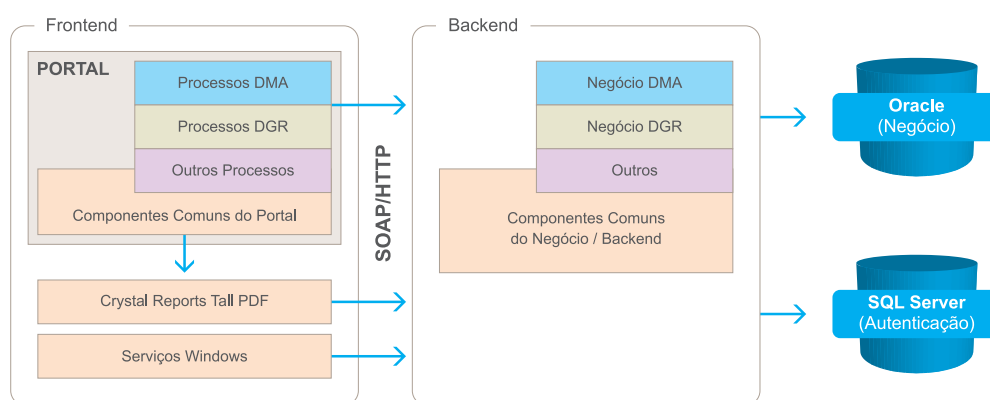 Frontend
PORTAL
Processos DMA
Processos DGR
Outros Processos
Componentes Comuns do Portal
Crystal Reports Tall PDF
Serviços Windows
SOAP/HTTP
Backend
Negócio DMA
Negócio DGR
Outros
Componentes Comuns
do Negócio / Backend
Oracle
(Negócio)
SQL Server
(Autenticação)